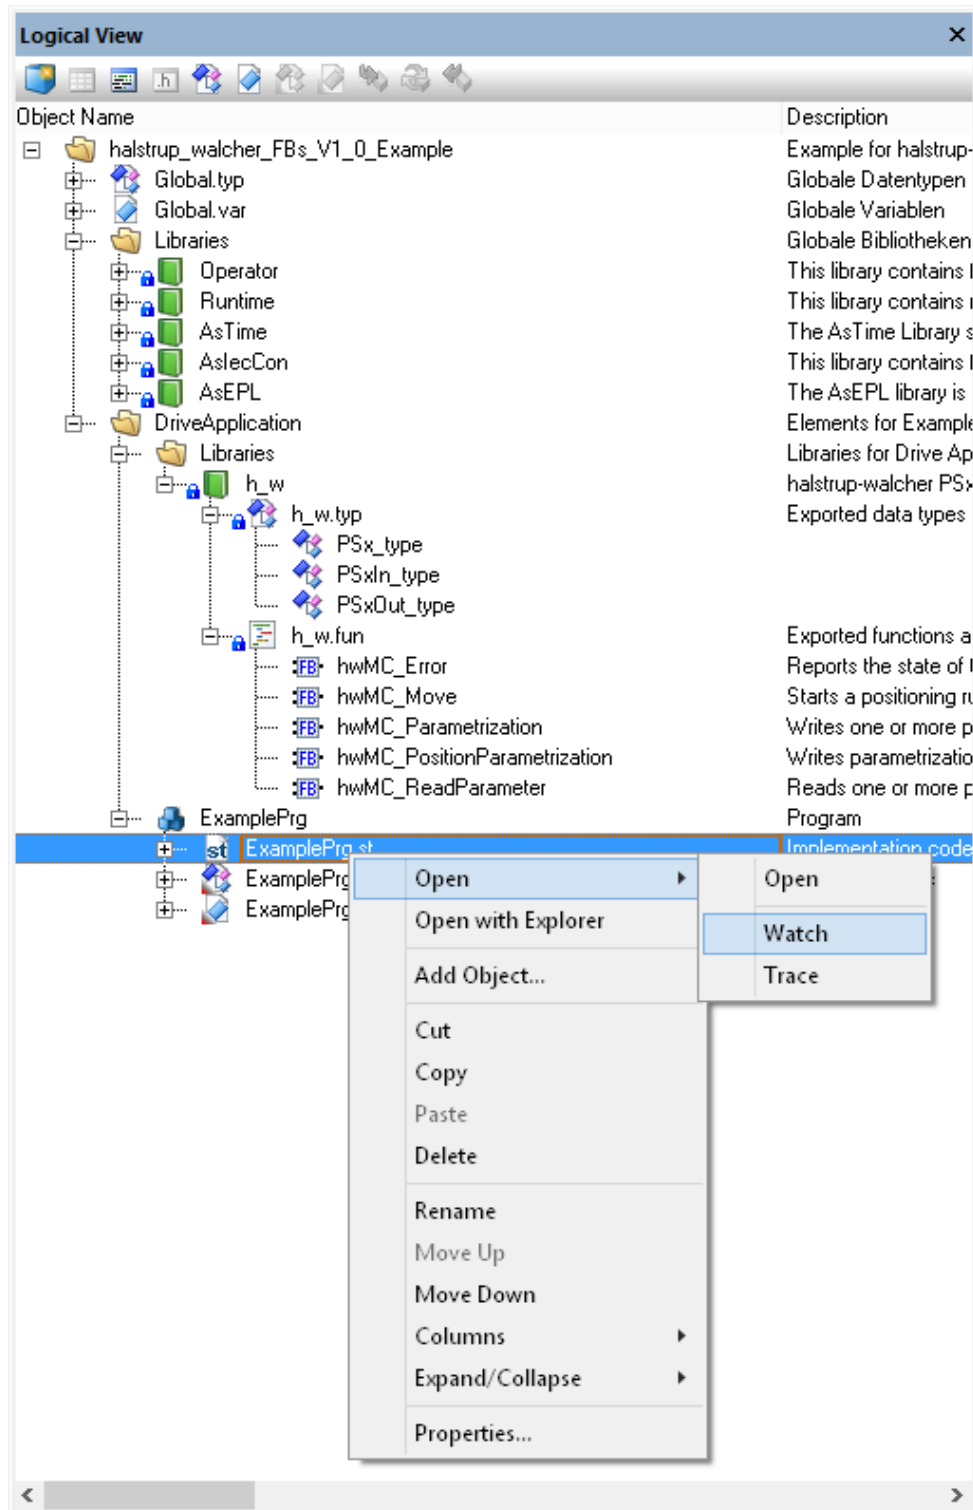 Logical View
.h
Object Name Description
halstrup_walcher_FBs_V1_0_Example Example for halstrup-
Global.typ Globale Datentypen
Global.var Globale Variablen
Libraries Globale Bibliotheken
Operator This library contains
Runtime This library contains
AsTime The AsTime Library s
AsIecCon This library contains
AsEPL The AsEPL library is
DriveApplication Elements for Example
Libraries Libraries for Drive Ap
h_w halstrup-walcher PSx
h_w.typ Exported data types
PSx_type
PSxIn_type
PSxOut_type
h_w.fun Exported functions a
FB hwMC_Error Reports the state of
FB hwMC_Move Starts a positioning ru
FB hwMC_Parametrization Writes one or more p
FB hwMC_PositionParametrization Writes parametrizatio
FB hwMC_ReadParameter Reads one or more p
ExamplePrg Program
st ExamplePrg.st Implementation code
ExamplePrg
ExamplePrg
Open
Open with Explorer
Add Object...
Cut
Copy
Paste
Delete
Rename
Move Up
Move Down
Columns
Expand/Collapse
Properties...
Open
Watch
Trace